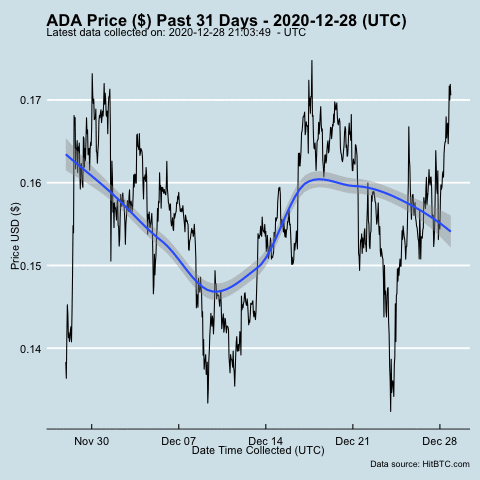 ADA Price ($) Past 31 Days - 2020-12-28 (UTC)
Latest data collected on: 2020-12-28 21:03:49 - UTC
Price USD ($)
0.17
0.16
0.15
0.14
Nov 30 Dec 07 Dec 14 Dec 21 Dec 28
Date Time Collected (UTC)
Data source: HitBTC.com